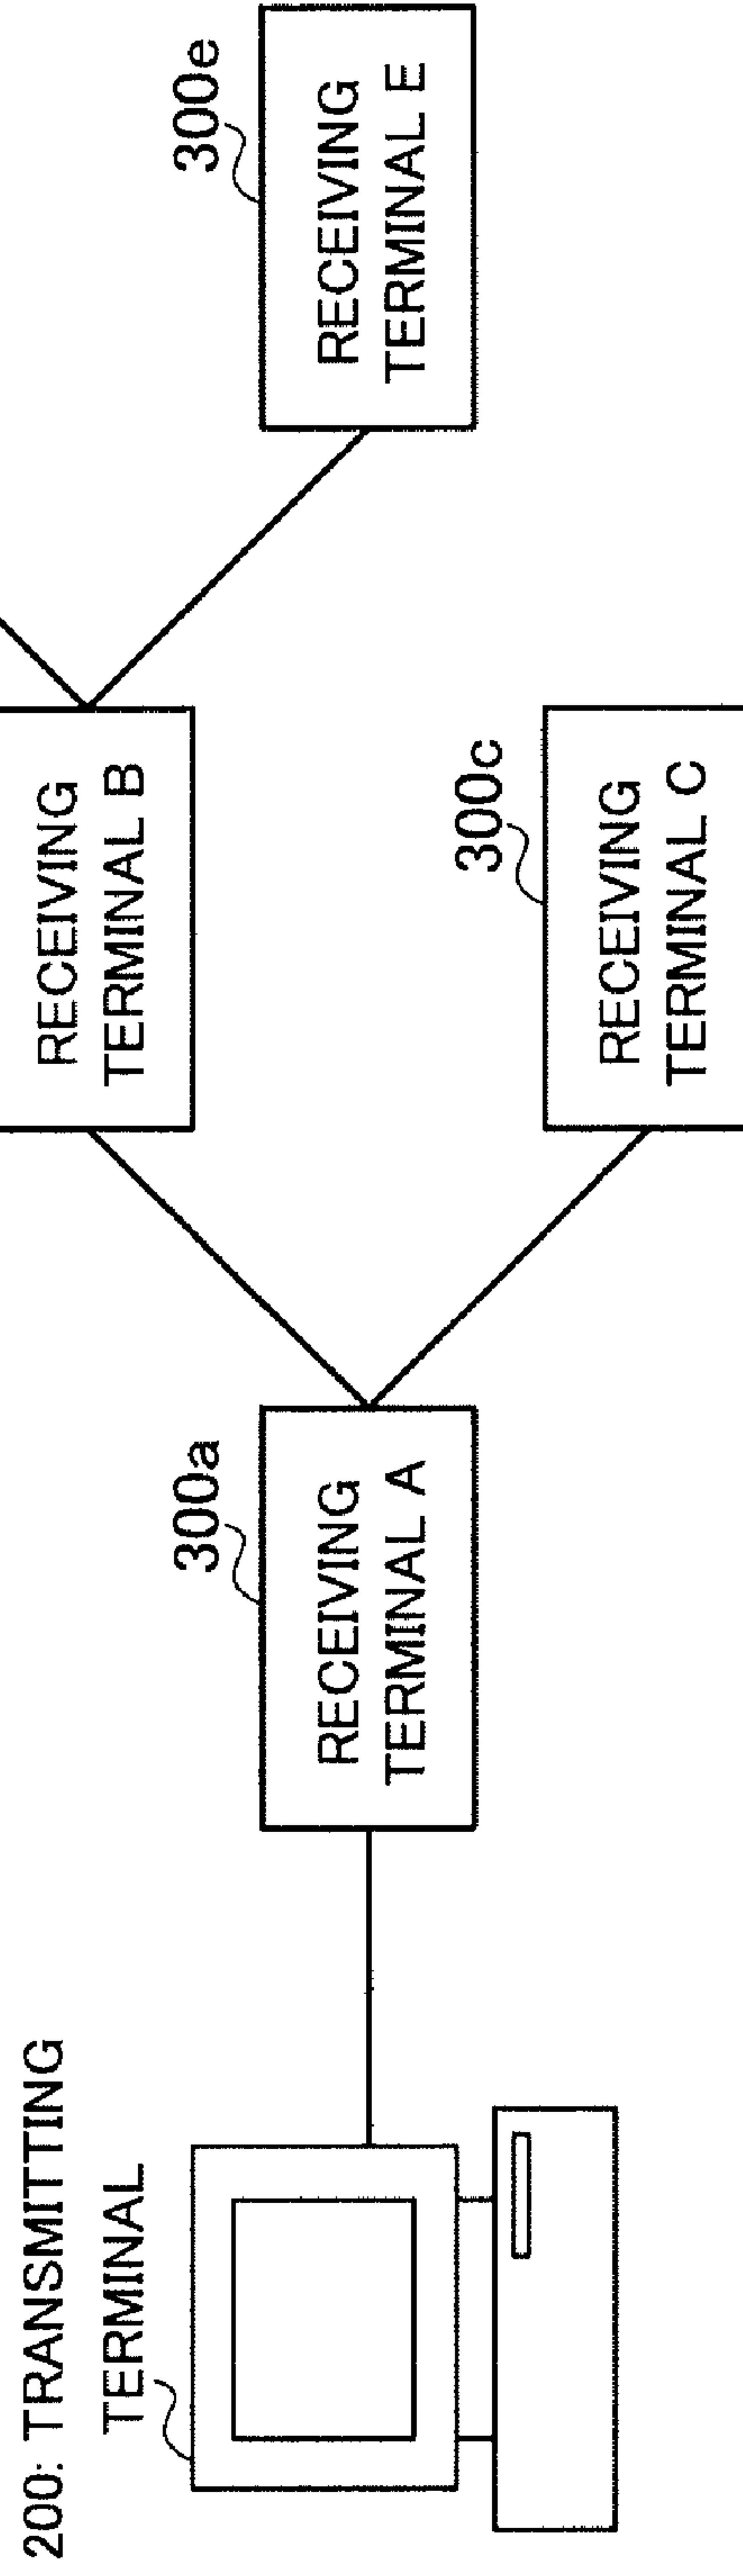 200: TRANSMITTING
TERMINAL
300a
RECEIVING
TERMINAL A
RECEIVING
TERMINAL B
300c
RECEIVING
TERMINAL C
300e
RECEIVING
TERMINAL E